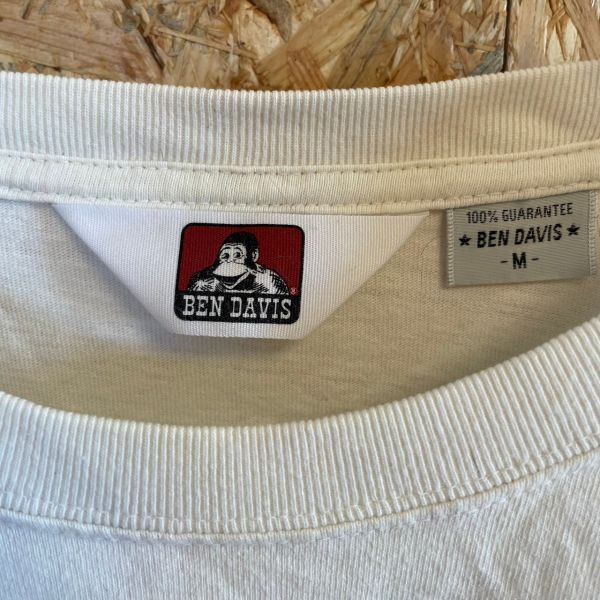 BEN DAVIS
®
100% GUARANTEE
★ BEN DAVIS ★
- M -